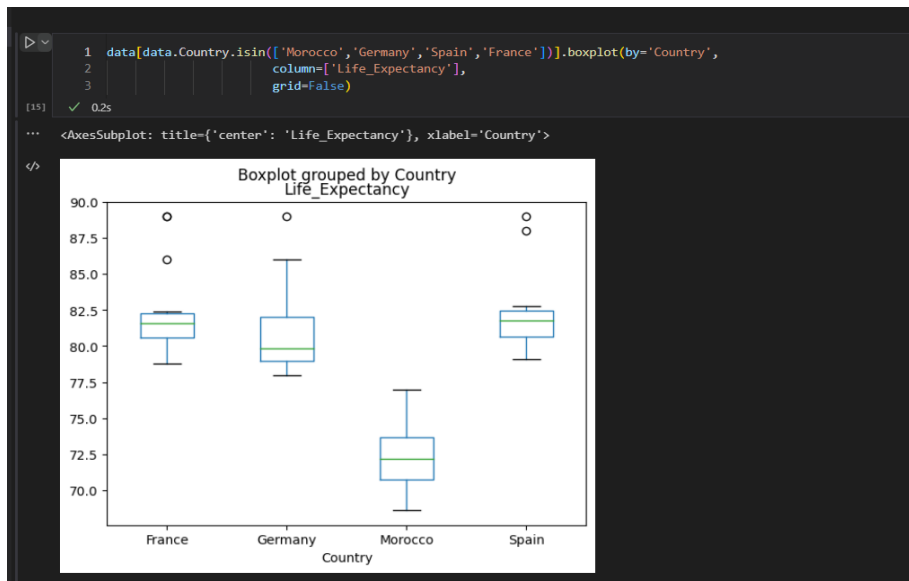 1 data[data.Country.isin(['Morocco','Germany','Spain','France'])].boxplot(by='Country',
2 column=['Life_Expectancy'],
3 grid=False)
[15] ✓ 0.2s
... <AxesSubplot: title={'center': 'Life_Expectancy'}, xlabel='Country'>
</>
Boxplot grouped by Country
Life_Expectancy
90.0
87.5
85.0
82.5
80.0
77.5
75.0
72.5
70.0
France Germany Morocco Spain
Country